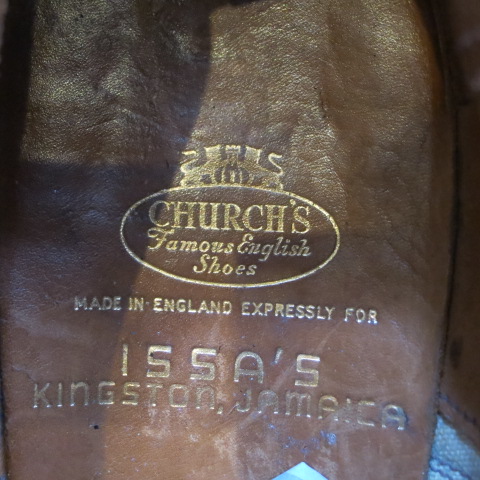 CHURCH'S
Famous English
Shoes
MADE IN ENGLAND EXPRESSLY FOR
ISSA'S
KINGSTON, JAMAICA